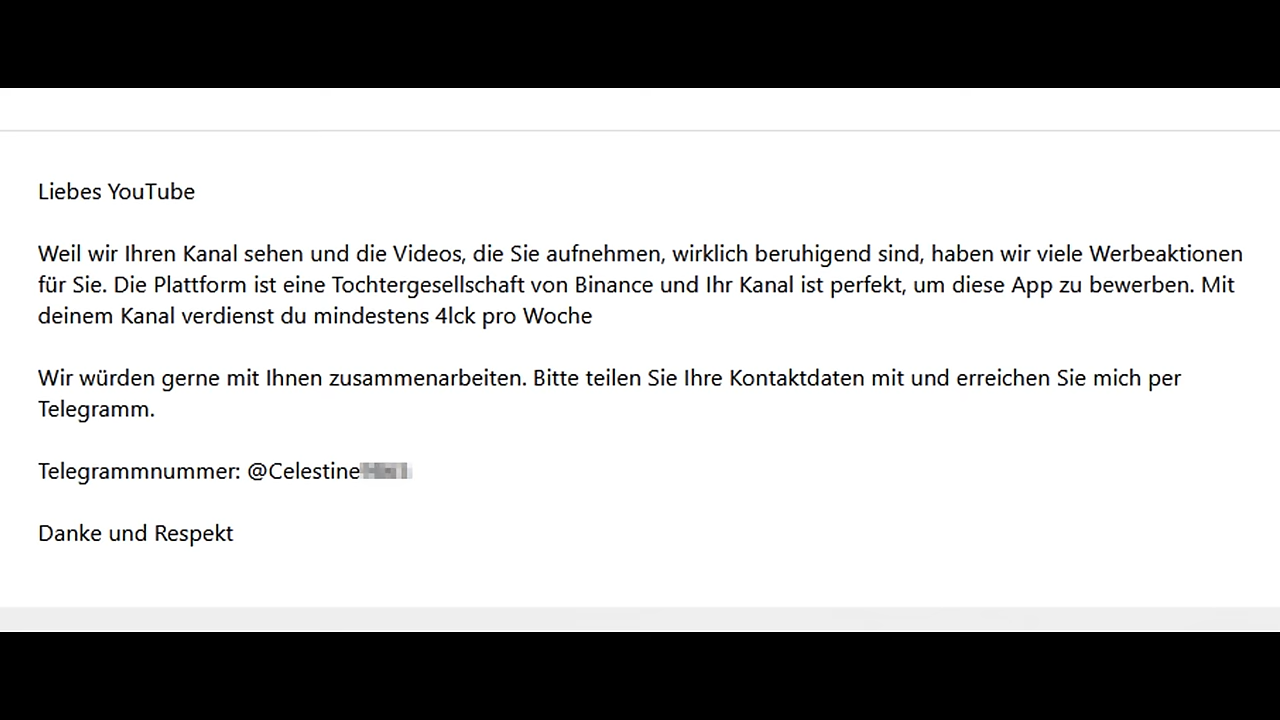 Liebes YouTube
Weil wir Ihren Kanal sehen und die Videos, die Sie aufnehmen, wirklich beruhigend sind, haben wir viele Werbeaktionen
für Sie. Die Plattform ist eine Tochtergesellschaft von Binance und Ihr Kanal ist perfekt, um diese App zu bewerben. Mit
deinem Kanal verdienst du mindestens 4lck pro Woche
Wir würden gerne mit Ihnen zusammenarbeiten. Bitte teilen Sie Ihre Kontaktdaten mit und erreichen Sie mich per
Telegramm.
Telegrammnummer: @Celestine
Danke und Respekt